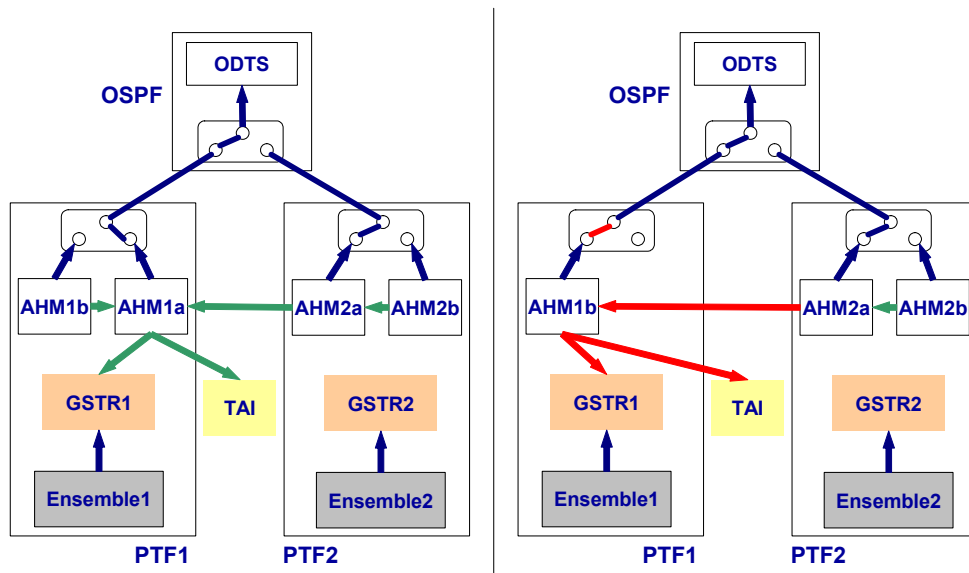 ODTS
OSPF
AHM1b
AHM1a
AHM2a
AHM2b
GSTR1
TAI
GSTR2
Ensemble1
Ensemble2
PTF1
PTF2
ODTS
OSPF
AHM1b
AHM2a
AHM2b
GSTR1
TAI
GSTR2
Ensemble1
Ensemble2
PTF1
PTF2